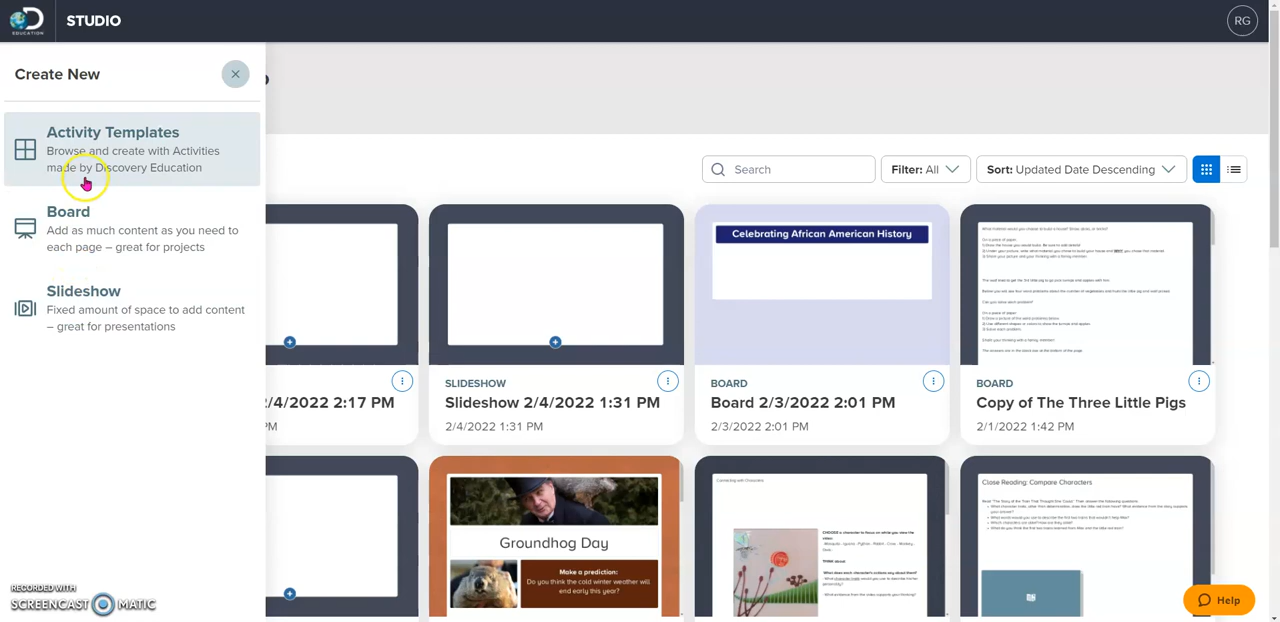 EDUCATION
STUDIO
RG
Create New
Activity Templates
Browse and create with Activities
made by Discovery Education
Board
Add as much content as you need to
each page – great for projects
Slideshow
Fixed amount of space to add content
– great for presentations
Search
Filter: All
Sort: Updated Date Descending
2/4/2022 2:17 PM
PM
SLIDESHOW
Slideshow 2/4/2022 1:31 PM
2/4/2022 1:31 PM
Celebrating African American History
BOARD
Board 2/3/2022 2:01 PM
2/3/2022 2:01 PM
BOARD
Copy of The Three Little Pigs
2/1/2022 1:42 PM
Groundhog Day
Make a prediction:
Do you think the cold winter weather will
end early this year?
Connecting with Characters
Close Reading: Compare Characters
RECORDED WITH
SCREENCAST MATIC
Help